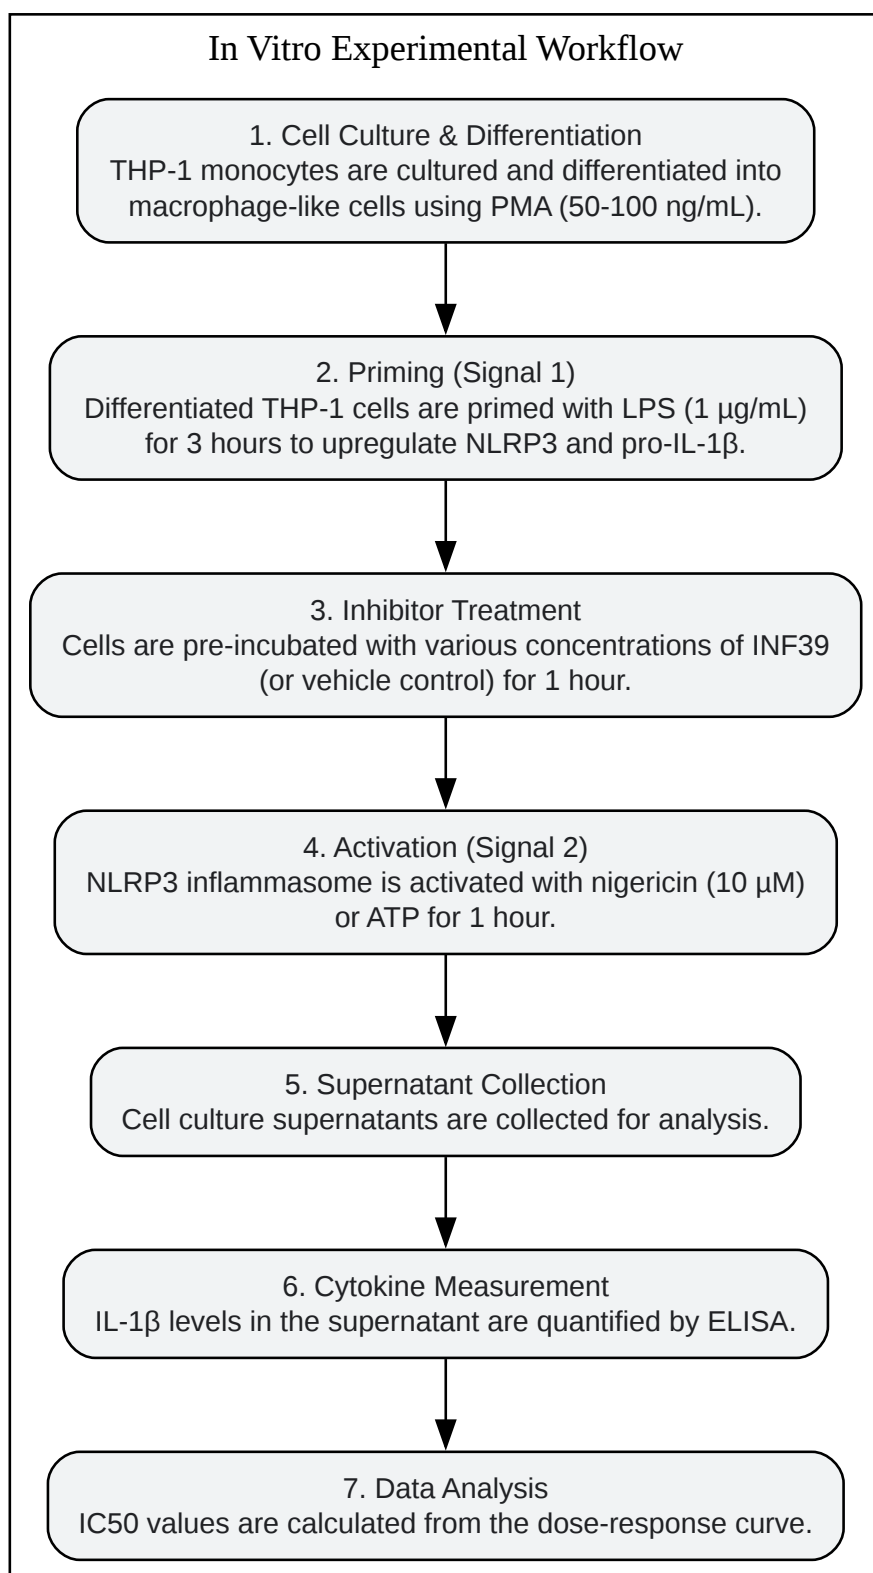 In Vitro Experimental Workflow
1. Cell Culture & Differentiation
THP-1 monocytes are cultured and differentiated into
macrophage-like cells using PMA (50-100 ng/mL).
2. Priming (Signal 1)
Differentiated THP-1 cells are primed with LPS (1 µg/mL)
for 3 hours to upregulate NLRP3 and pro-IL-1β.
3. Inhibitor Treatment
Cells are pre-incubated with various concentrations of INF39
(or vehicle control) for 1 hour.
4. Activation (Signal 2)
NLRP3 inflammasome is activated with nigericin (10 µM)
or ATP for 1 hour.
5. Supernatant Collection
Cell culture supernatants are collected for analysis.
6. Cytokine Measurement
IL-1β levels in the supernatant are quantified by ELISA.
7. Data Analysis
IC50 values are calculated from the dose-response curve.